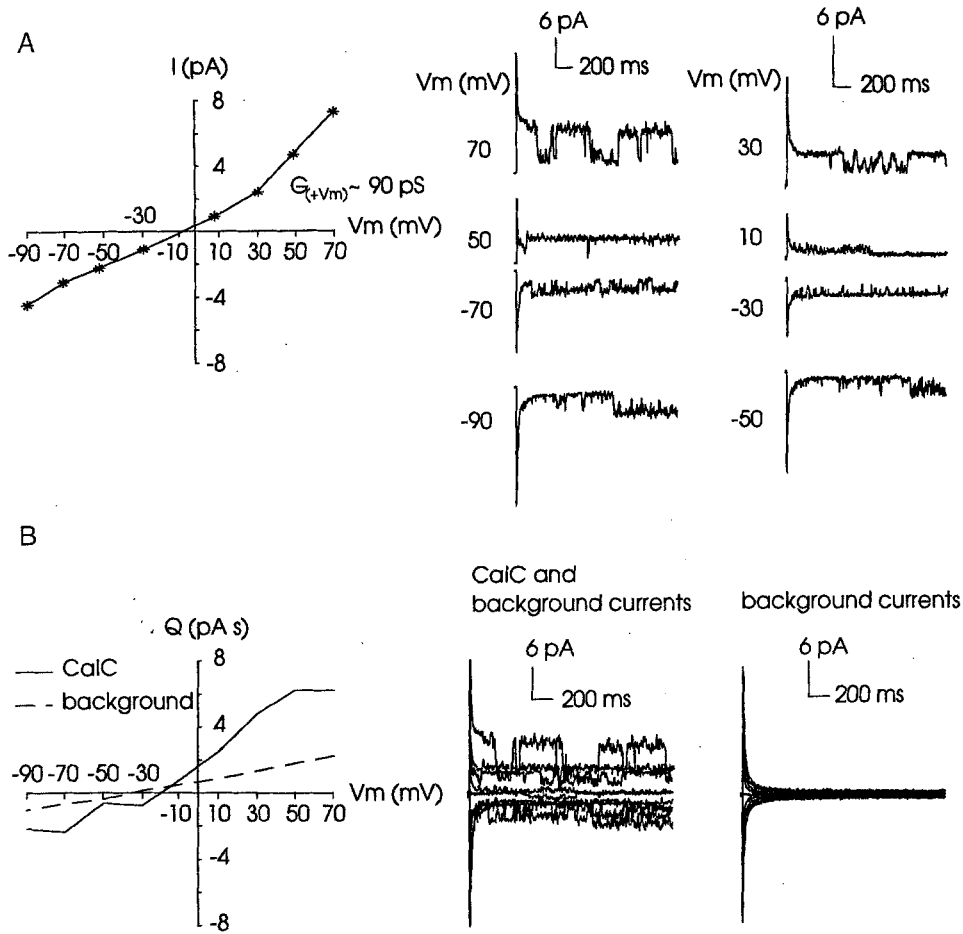 A
I (pA)
8
4
-4
-8
G(+Vm)~ 90 pS
-30
Vm (mV)
-90 -70 -50 -10 10 30 50 70
6 pA
200 ms
Vm (mV)
70
50
-70
-90
6 pA
200 ms
Vm (mV)
30
10
-30
-50
B
Q (pA s)
CalC
background
8
4
-4
-8
-90 -70 -50 -30
Vm (mV)
-10 10 30 50 70
CalC and
background currents
6 pA
200 ms
background currents
6 pA
200 ms